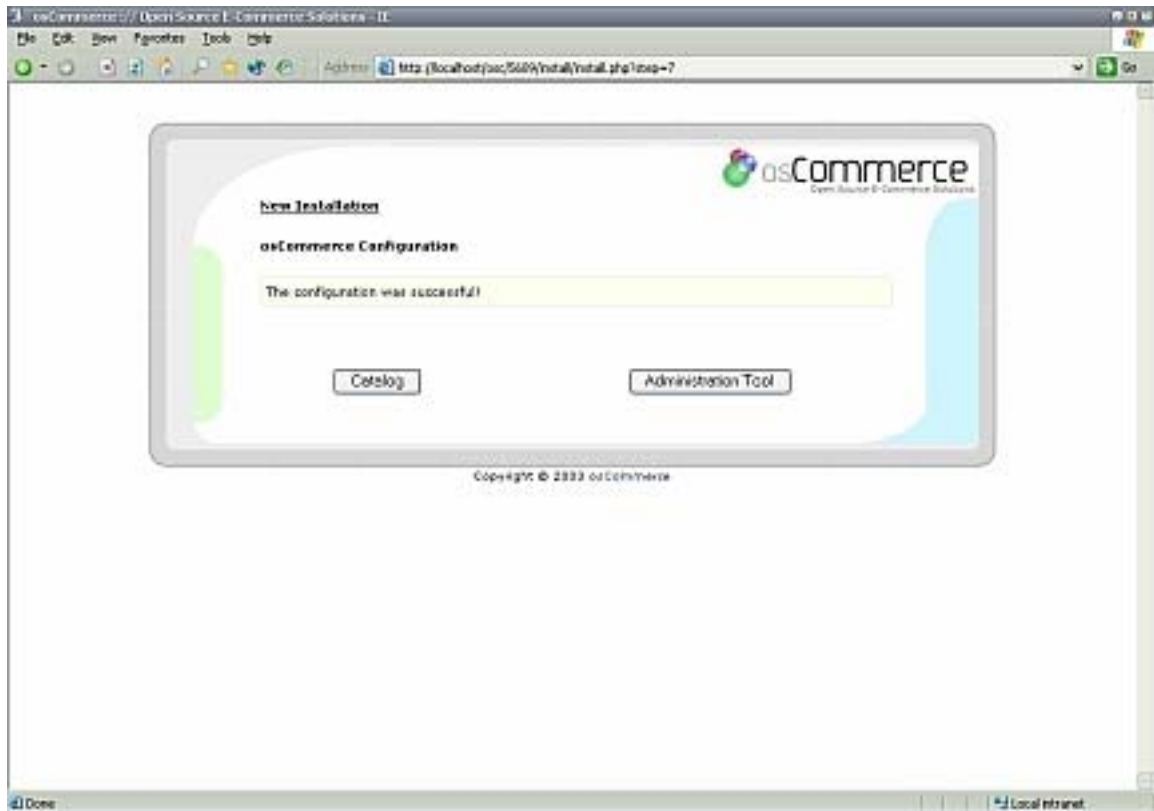 osCommerce :// Open Source E-Commerce Solutions - IE
File Edit View Favorites Tools Help
Address http://localhost/osc/5609/install/install.php?step=7 Go
osCommerce
Open Source E-Commerce Solutions
New Installation
osCommerce Configuration
The configuration was successful!
Catalog Administration Tool
Copyright © 2003 osCommerce
Done Local intranet